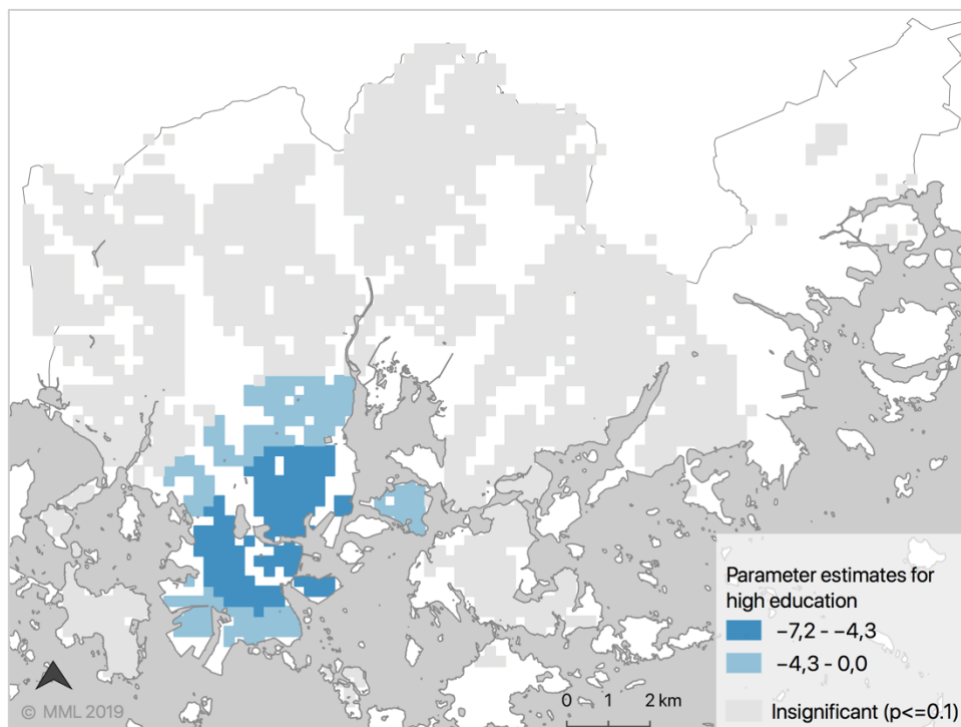 Parameter estimates for
high education
−7,2 - −4,3
−4,3 - 0,0
Insignificant (p<=0.1)
0 1 2 km
© MML 2019